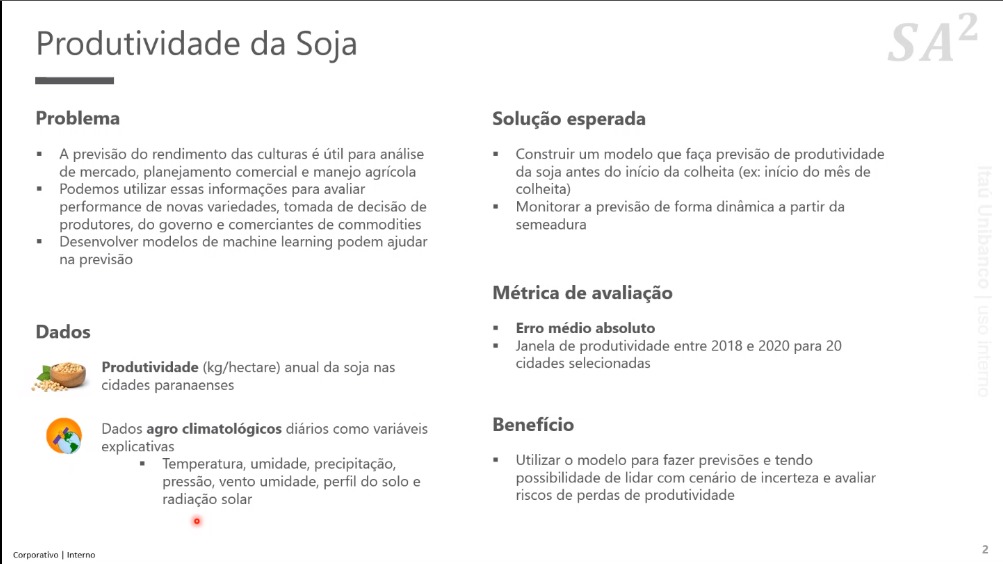 Produtividade da Soja
SA²
Problema
▪ A previsão do rendimento das culturas é útil para análise
de mercado, planejamento comercial e manejo agrícola
▪ Podemos utilizar essas informações para avaliar
performance de novas variedades, tomada de decisão de
produtores, do governo e comerciantes de commodities
▪ Desenvolver modelos de machine learning podem ajudar
na previsão
Dados
Produtividade (kg/hectare) anual da soja nas
cidades paranaenses
Dados agro climatológicos diários como variáveis
explicativas
▪ Temperatura, umidade, precipitação,
pressão, vento umidade, perfil do solo e
radiação solar
Solução esperada
▪ Construir um modelo que faça previsão de produtividade
da soja antes do início da colheita (ex: início do mês de
colheita)
▪ Monitorar a previsão de forma dinâmica a partir da
semeadura
Métrica de avaliação
▪ Erro médio absoluto
▪ Janela de produtividade entre 2018 e 2020 para 20
cidades selecionadas
Benefício
▪ Utilizar o modelo para fazer previsões e tendo
possibilidade de lidar com cenário de incerteza e avaliar
riscos de perdas de produtividade
Itaú Unibanco | uso interno
Corporativo | Interno
2